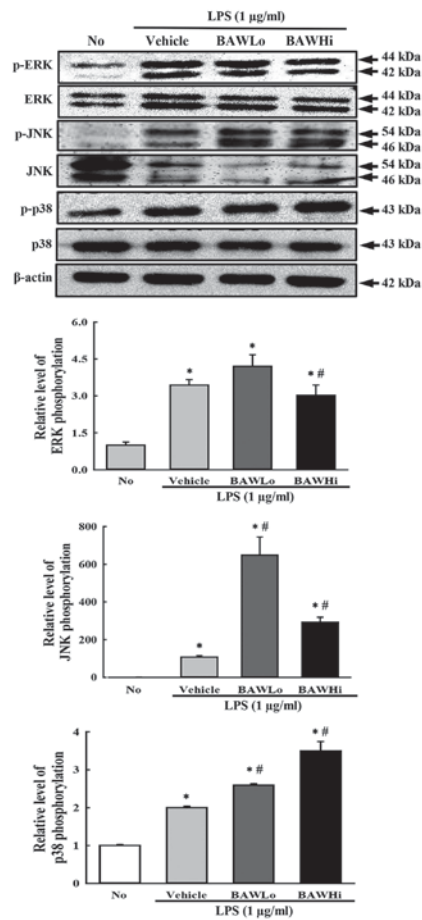 LPS (1 μg/ml)
No Vehicle BAWLo BAWHi
p-ERK 44 kDa
42 kDa
ERK 44 kDa
42 kDa
p-JNK 54 kDa
46 kDa
JNK 54 kDa
46 kDa
p-p38 43 kDa
p38 43 kDa
β-actin 42 kDa
Relative level of
ERK phosphorylation
6.0
4.5
3.0
1.5
0.0
* * * #
No Vehicle BAWLo BAWHi
LPS (1 μg/ml)
Relative level of
JNK phosphorylation
800
600
400
200
0
* * # * #
No Vehicle BAWLo BAWHi
LPS (1 μg/ml)
Relative level of
p38 phosphorylation
4
3
2
1
0
* * # * #
No Vehicle BAWLo BAWHi
LPS (1 μg/ml)